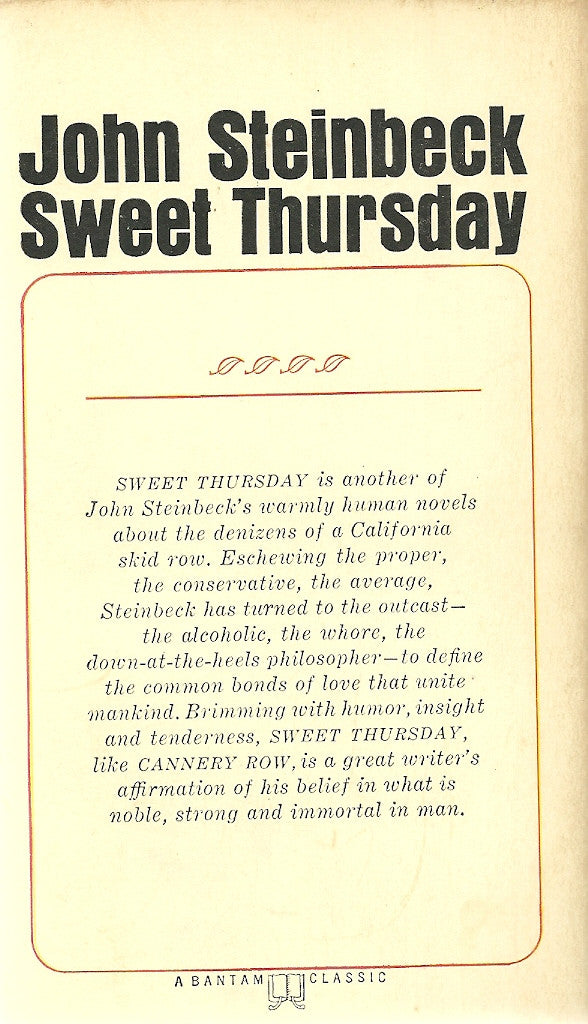 John Steinbeck
Sweet Thursday
SWEET THURSDAY is another of
John Steinbeck's warmly human novels
about the denizens of a California
skid row. Eschewing the proper,
the conservative, the average,
Steinbeck has turned to the outcast—
the alcoholic, the whore, the
down-at-the-heels philosopher—to define
the common bonds of love that unite
mankind. Brimming with humor, insight
and tenderness, SWEET THURSDAY,
like CANNERY ROW, is a great writer's
affirmation of his belief in what is
noble, strong and immortal in man.
A BANTAM CLASSIC